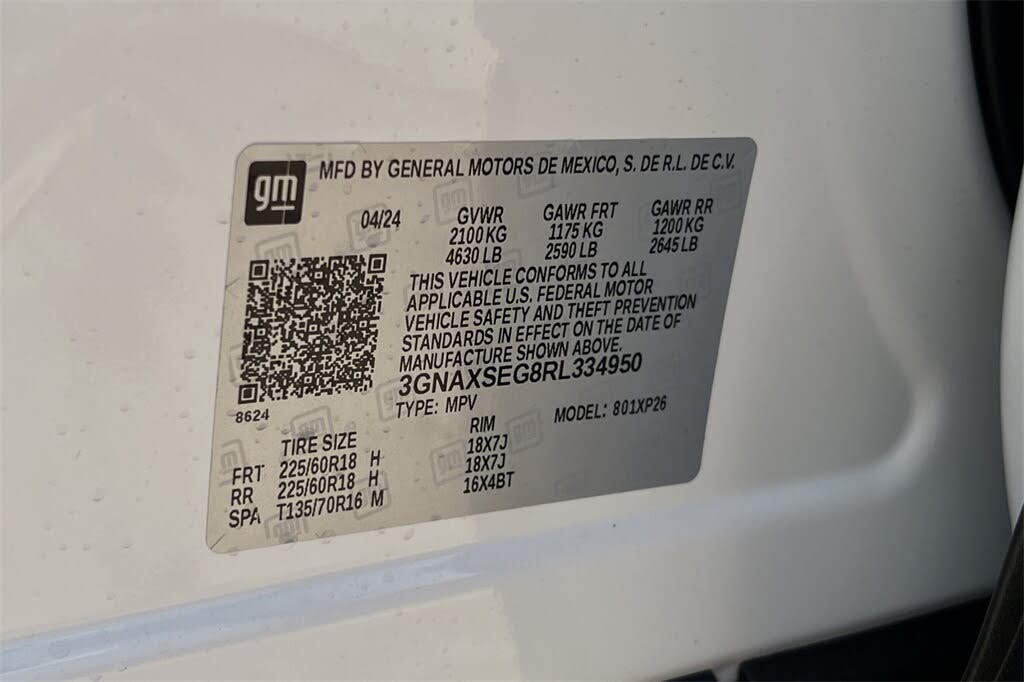 gm
MFD BY GENERAL MOTORS DE MEXICO, S. DE R.L. DE C.V.
04/24 GVWR GAWR FRT GAWR RR
2100 KG 1175 KG 1200 KG
4630 LB 2590 LB 2645 LB
THIS VEHICLE CONFORMS TO ALL
APPLICABLE U.S. FEDERAL MOTOR
VEHICLE SAFETY AND THEFT PREVENTION
STANDARDS IN EFFECT ON THE DATE OF
MANUFACTURE SHOWN ABOVE.
3GNAXSEG8RL334950
8624
TYPE: MPV MODEL: 801XP26
TIRE SIZE RIM
FRT 225/60R18 H 18X7J
RR 225/60R18 H 18X7J
SPA T135/70R16 M 16X4BT